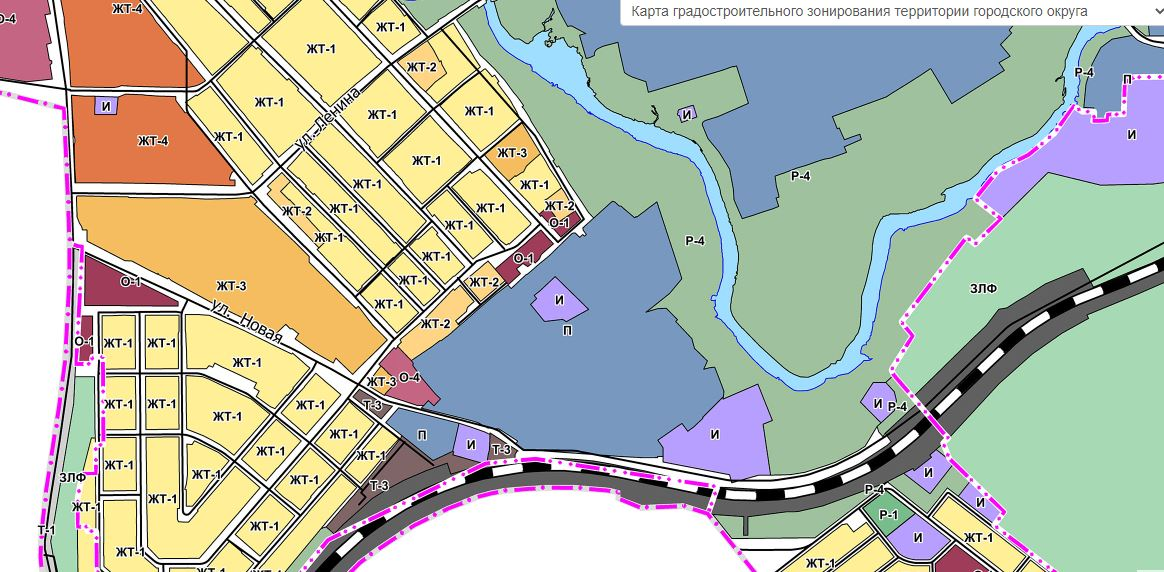 Карта градостроительного зонирования территории городского округа
О-4
ЖТ-4
ЖТ-1
ЖТ-1
ЖТ-2
Р-4
П
И
ЖТ-1
ул. Ленина
ЖТ-1
ЖТ-1
И
И
ЖТ-4
ЖТ-1
ЖТ-3
ЖТ-1
Р-4
ЖТ-1
ЖТ-1
ЖТ-2
ЖТ-1
ЖТ-1
ЖТ-2
О-1
ЖТ-1
ЖТ-1
Р-4
ЖТ-1
О-1
О-1
ЖТ-3
ЖТ-1
ЖТ-2
ЗЛФ
И
ул. Новая
ЖТ-1
ЖТ-2
П
О-1
ЖТ-1
ЖТ-1
ЖТ-1
ЖТ-3
О-4
ЖТ-1
ЖТ-1
ЖТ-1
ЖТ-1
Т-3
И
Р-4
ЖТ-1
П
И
И
ЖТ-1
ЖТ-1
Т-3
ЖТ-1
ЖТ-1
ЗЛФ
ЖТ-1
ЖТ-1
Т-3
И
Р-4
ЖТ-1
И
Р-1
Т-1
ЖТ-1
И
ЖТ-1
ЖТ-1
ЖТ-1